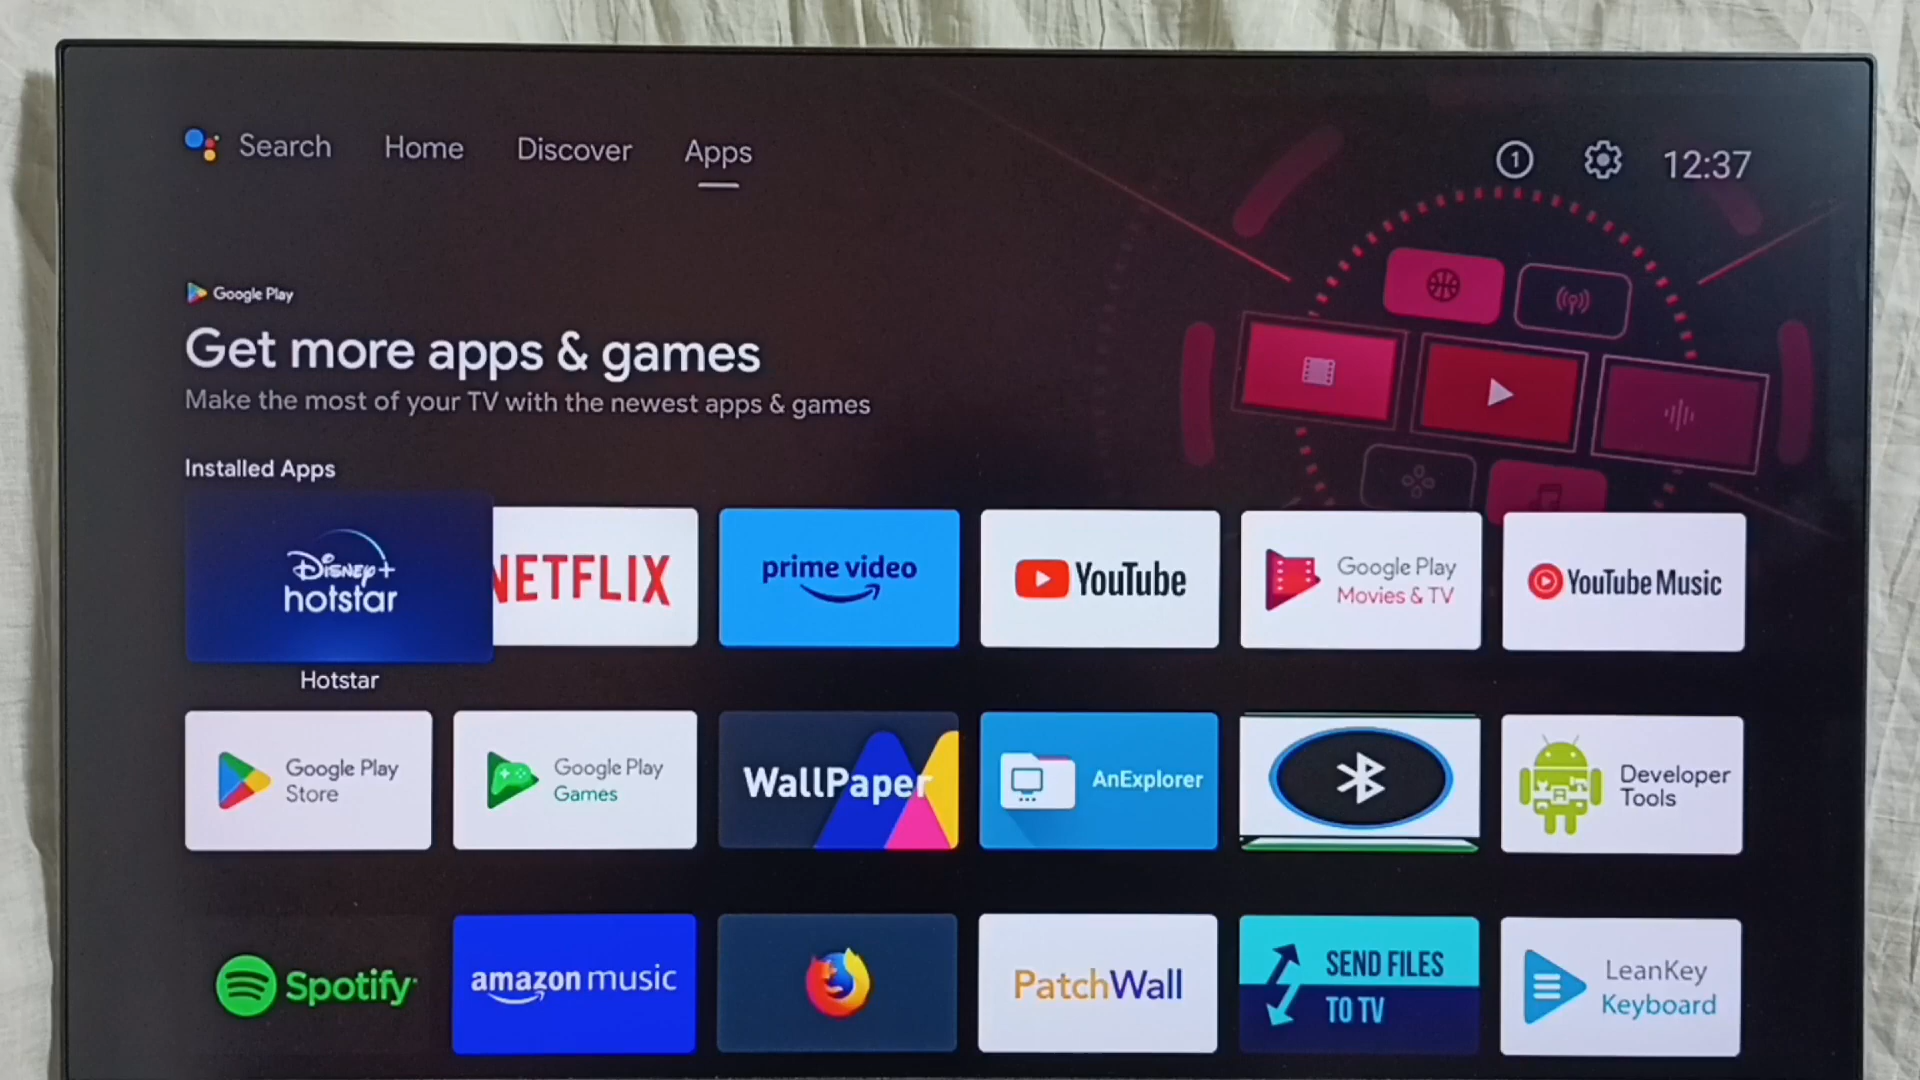 Search Home Discover Apps
1 12:37
Google Play
Get more apps & games
Make the most of your TV with the newest apps & games
Installed Apps
Disney+
hotstar
NETFLIX
prime video
YouTube
Google Play
Movies & TV
YouTube Music
Hotstar
Google Play
Store
Google Play
Games
WallPaper
AnExplorer
Developer
Tools
Spotify
amazon music
PatchWall
SEND FILES
TO TV
LeanKey
Keyboard